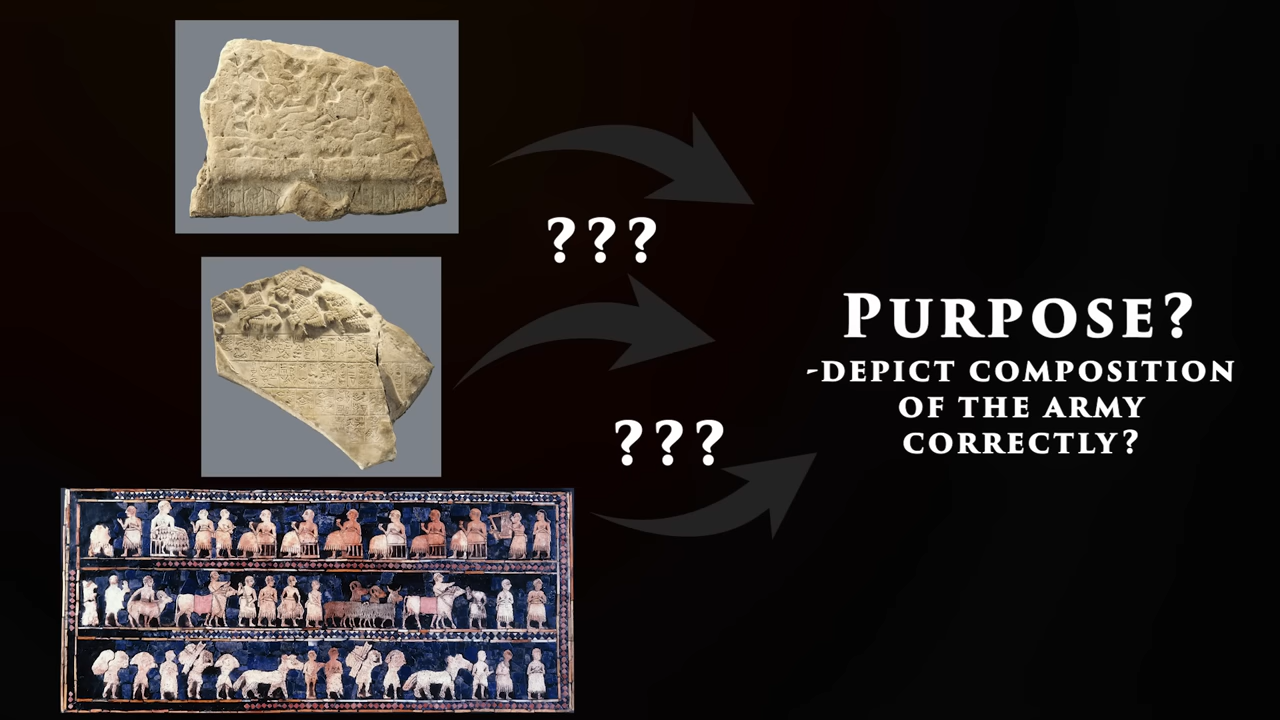 ???
???
PURPOSE?
-DEPICT COMPOSITION
OF THE ARMY
CORRECTLY?